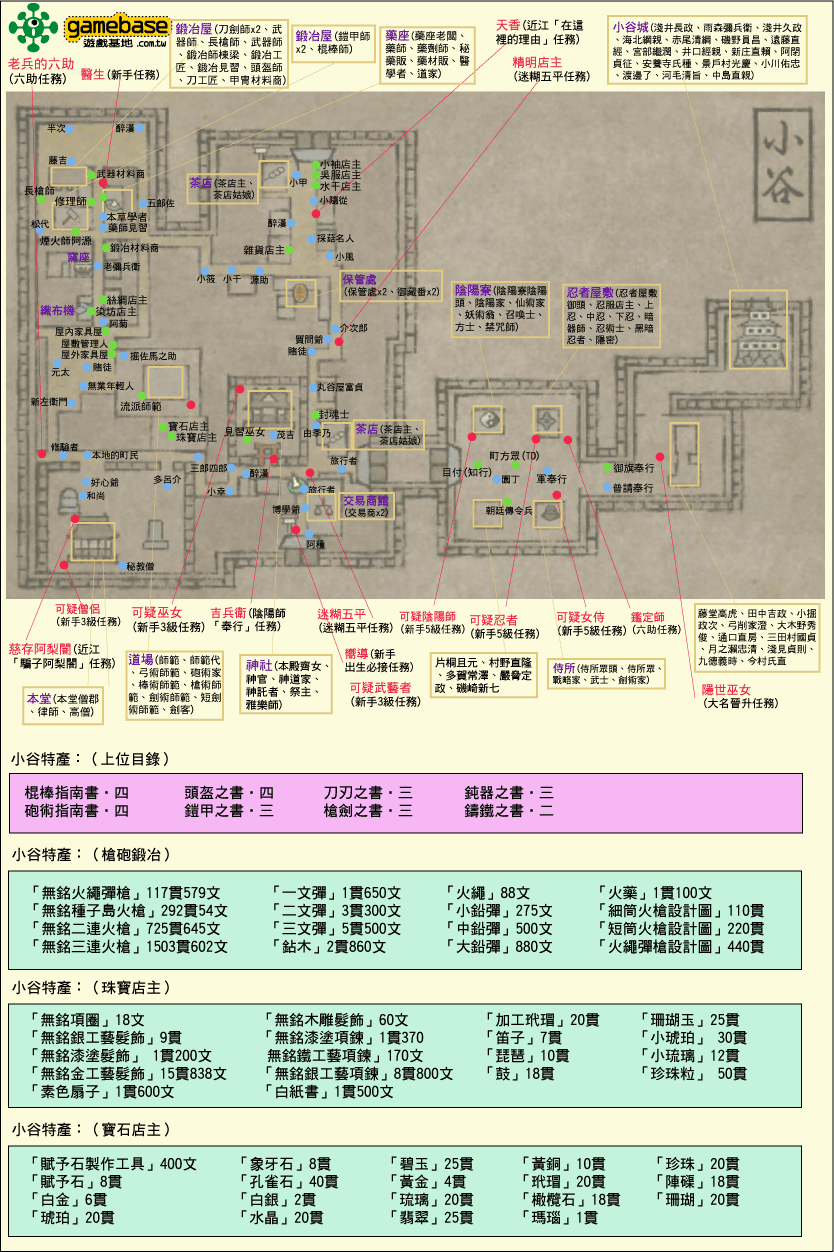 gamebase
遊戲基地.com.tw
老兵的六助
(六助任務)
醫生(新手任務)
鍛冶屋(刀劍師x2、武
器師、長槍師、武器師
、鍛冶師棟梁、鍛冶工
匠、鍛冶見習、頭盔師
、刀工匠、甲冑材料商)
鍛冶屋(鎧甲師
x2、棍棒師)
藥座(藥座老闆、
藥師、藥劑師、秘
藥販、藥材販、醫
學者、道家)
天香(近江「在這
裡的理由」任務)
精明店主
(迷糊五平任務)
小谷城(淺井長政、雨森彌兵衛、淺井久政
、海北綱親、赤尾清綱、磯野員昌、遠藤直
經、宮部繼潤、井口經親、新庄直賴、阿閉
貞征、安養寺氏種、景戶村光慶、小川佑忠
、渡邊了、河毛清旨、中島直親)
小谷
半次
醉漢
藤吉
武器材料商
長槍師
修理師
五郎佐
松代
本草學者
藥師見習
煙火師阿源
鍛冶材料商
窯座
老彌兵衛
織布機
絲綢店主
染坊店主
阿菊
屋內家具屋
屋敷管理人
屋外家具屋
掘佐馬之助
元太
賭徒
無業年輕人
新左衛門
流派師範
寶石店主
珠寶店主
修驗者
本地的町民
好心爺
和尚
多呂介
秘教僧
茶店(茶店主、
茶店姑娘)
小甲
小袖店主
吳服店主
水干店主
小隨從
醉漢
採菇名人
雜貨店主
小風
小筱
小千
源助
保管處
(保管處x2、御藏番x2)
介次郎
質問爺
賭徒
丸谷屋富貞
封魂士
見習巫女
茂吉
由季乃
茶店(茶店主、
茶店姑娘)
旅行者
三郎四郎
醉漢
小幸
旅行者
博學爺
交易商館
(交易商x2)
阿種
陰陽寮(陰陽寮陰陽
頭、陰陽家、仙術家
、妖術翁、召喚士、
方士、禁咒師)
忍者屋敷(忍者屋敷
御頭、忍服店主、上
忍、中忍、下忍、暗
器師、忍術士、黑暗
忍者、隱密)
町方眾(TD)
目付(知行)
園丁
軍奉行
朝廷傳令兵
御旗奉行
普請奉行
可疑僧侶
(新手3級任務)
慈存阿梨闍(近江
「騙子阿梨闍」任務)
可疑巫女
(新手3級任務)
吉兵衛(陰陽師
「奉行」任務)
迷糊五平
(迷糊五平任務)
嚮導(新手
出生必接任務)
可疑武藝者
(新手3級任務)
可疑陰陽師
(新手5級任務)
可疑忍者
(新手5級任務)
可疑女侍
(新手5級任務)
鑑定師
(六助任務)
隱世巫女
(大名晉升任務)
本堂(本堂僧郡
、律師、高僧)
道場(師範、師範代
、弓術師範、砲術家
、棒術師範、槍術師
範、劍術師範、短劍
術師範、劍客)
神社(本殿齋女、
神官、神道家、
神託者、祭主、
雅樂師)
片桐且元、村野直隆
、多賀常澤、嚴脅定
政、磯崎新七
侍所(侍所眾頭、侍所眾、
戰略家、武士、劍術家)
藤堂高虎、田中吉政、小掘
政次、弓削家澄、大木野秀
俊、通口直房、三田村國貞
、月之瀨忠清、淺見貞則、
九德義時、今村氏直
小谷特產：（上位目錄）
棍棒指南書・四 頭盔之書・四 刀刃之書・三 鈍器之書・三
砲術指南書・四 鎧甲之書・三 槍劍之書・三 鑄鐵之書・二
小谷特產：（槍砲鍛冶）
「無銘火繩彈槍」117貫579文 「一文彈」1貫650文 「火繩」88文 「火藥」1貫100文
「無銘種子島火槍」292貫54文 「二文彈」3貫300文 「小鉛彈」275文 「細筒火槍設計圖」110貫
「無銘二連火槍」725貫645文 「三文彈」5貫500文 「中鉛彈」500文 「短筒火槍設計圖」220貫
「無銘三連火槍」1503貫602文 「鉆木」2貫860文 「大鉛彈」880文 「火繩彈槍設計圖」440貫
小谷特產：（珠寶店主）
「無銘項圈」18文 「無銘木雕髮飾」60文 「加工玳瑁」20貫 「珊瑚玉」25貫
「無銘銀工藝髮飾」9貫 「無銘漆塗項鍊」1貫370 「笛子」7貫 「小琥珀」 30貫
「無銘漆塗髮飾」 1貫200文 無銘鐵工藝項鍊」170文 「琵琶」10貫 「小琉璃」12貫
「無銘金工藝髮飾」15貫838文 「無銘銀工藝項鍊」8貫800文 「鼓」18貫 「珍珠粒」 50貫
「素色扇子」1貫600文 「白紙書」1貫500文
小谷特產：（寶石店主）
「賦予石製作工具」400文 「象牙石」8貫 「碧玉」25貫 「黃銅」10貫 「珍珠」20貫
「賦予石」8貫 「孔雀石」40貫 「黃金」4貫 「玳瑁」20貫 「陣磲」18貫
「白金」6貫 「白銀」2貫 「琉璃」20貫 「橄欖石」18貫 「珊瑚」20貫
「琥珀」20貫 「水晶」20貫 「翡翠」25貫 「瑪瑙」1貫